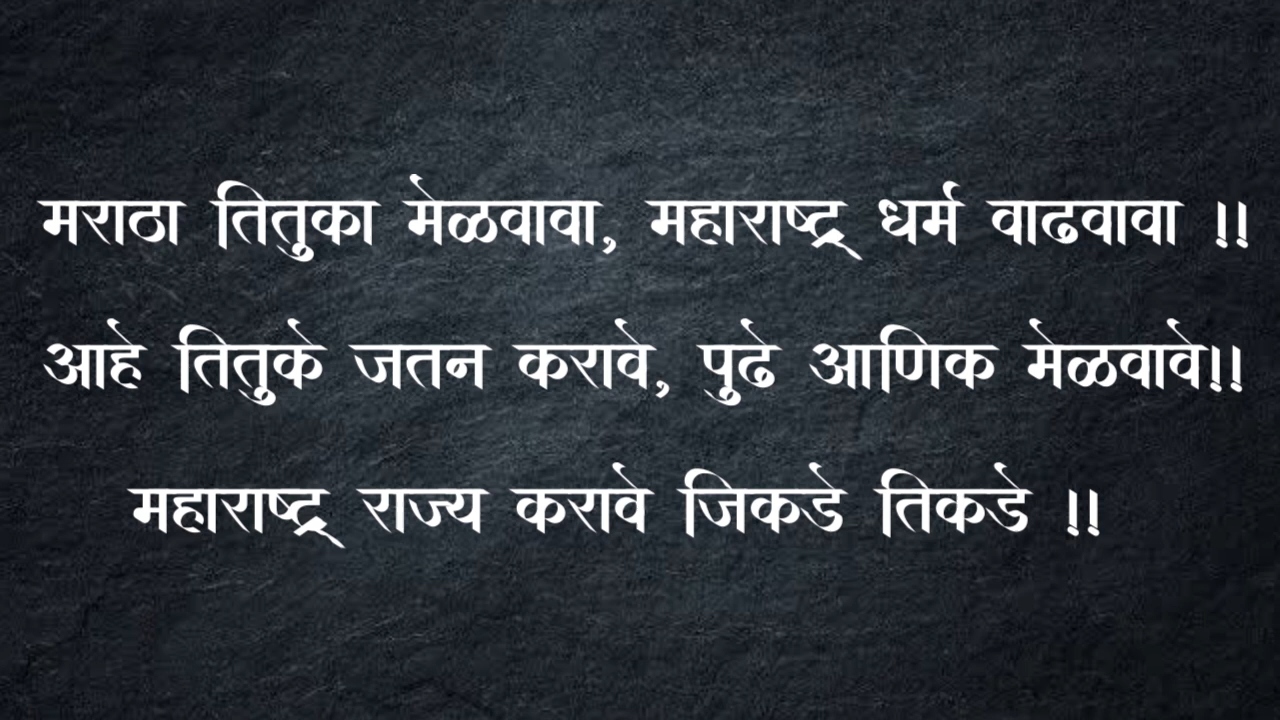 मराठा तितुका मेळवावा, महाराष्ट्र धर्म वाढवावा !!
आहे तितुके जतन करावे, पुढे आणिक मेळवावे!!
महाराष्ट्र राज्य करावे जिकडे तिकडे !!